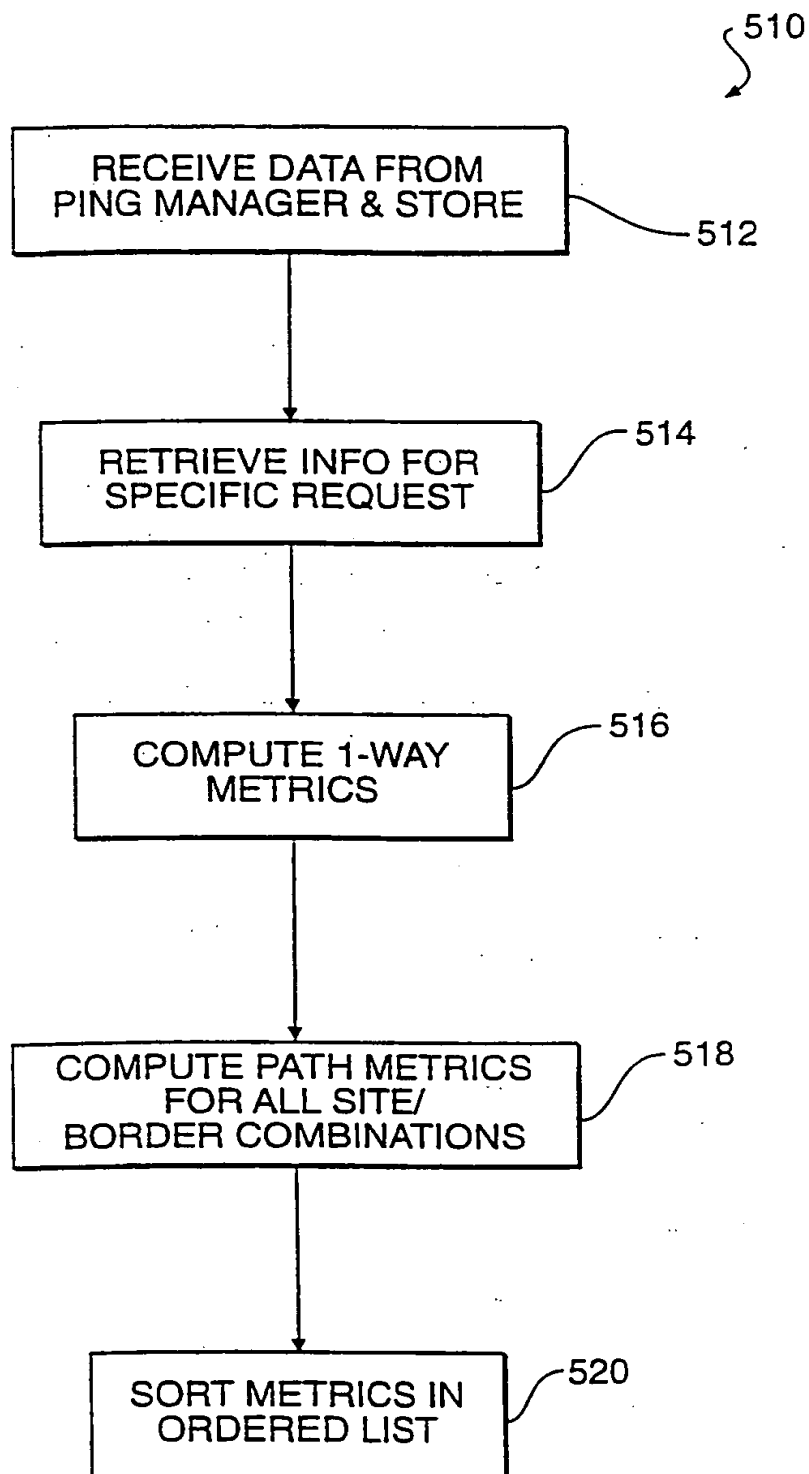 510
RECEIVE DATA FROM
PING MANAGER & STORE
512
RETRIEVE INFO FOR
SPECIFIC REQUEST
514
COMPUTE 1-WAY
METRICS
516
COMPUTE PATH METRICS
FOR ALL SITE/
BORDER COMBINATIONS
518
SORT METRICS IN
ORDERED LIST
520